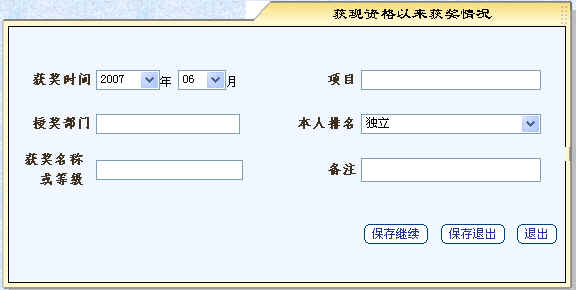 获现资格以来获奖情况
获奖时间 2007 年 06 月 项目
授奖部门 本人排名 独立
获奖名称 备注
或等级
保存继续 保存退出 退出